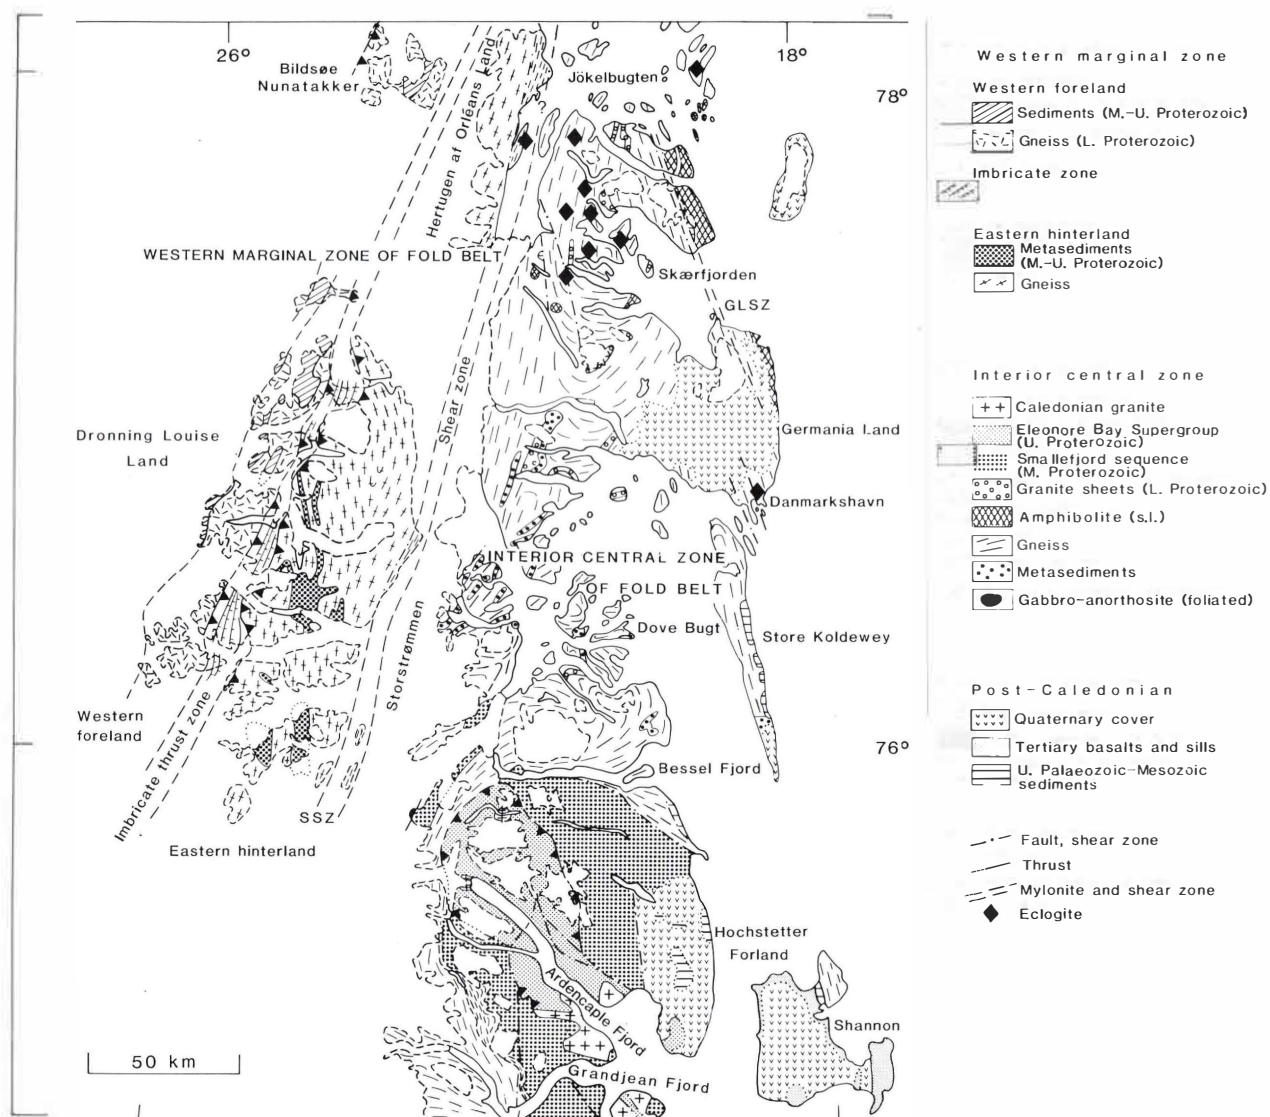 26°
18°
Bildsøe
Nunatakker
Jökelbugten
78°
Hertugen af Orléans Land
WESTERN MARGINAL ZONE OF FOLD BELT
Skærfjorden
GLSZ
Shear zone
Dronning Louise
Land
Germania Land
Danmarkshavn
INTERIOR CENTRAL ZONE
OF FOLD BELT
Storstrømmen
Dove Bugt
Store Koldewey
Western
foreland
Imbricate thrust zone
76°
Bessel Fjord
SSZ
Eastern hinterland
Hochstetter
Forland
Ardencaple Fjord
Shannon
50 km
Grandjean Fjord
Western marginal zone
Western foreland
Sediments (M.-U. Proterozoic)
Gneiss (L. Proterozoic)
Imbricate zone
Eastern hinterland
Metasediments
(M.-U. Proterozoic)
Gneiss
Interior central zone
Caledonian granite
Eleonore Bay Supergroup
(U. Proterozoic)
Smallefjord sequence
(M. Proterozoic)
Granite sheets (L. Proterozoic)
Amphibolite (s.l.)
Gneiss
Metasediments
Gabbro-anorthosite (foliated)
Post-Caledonian
Quaternary cover
Tertiary basalts and sills
U. Palaeozoic-Mesozoic
sediments
Fault, shear zone
Thrust
Mylonite and shear zone
Eclogite